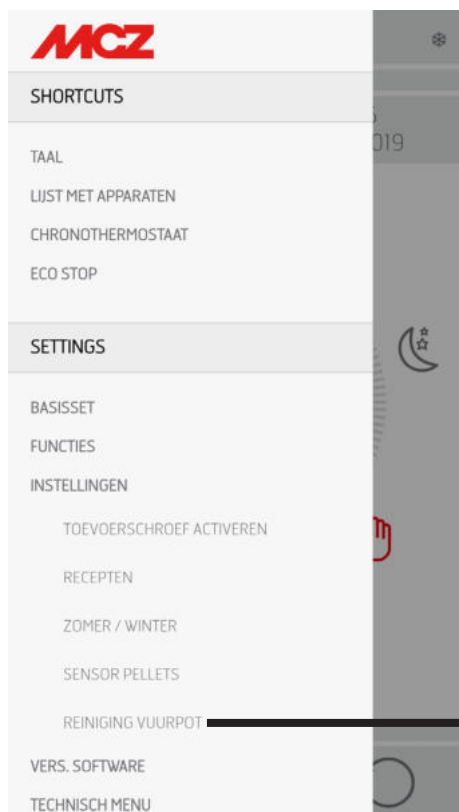 MCZ
SHORTCUTS
019
TAAL
LIJST MET APPARATEN
CHRONOTHERMOSTAAT
ECO STOP
SETTINGS
BASISSET
FUNCTIES
INSTELLINGEN
TOEVOERSCHROEF ACTIVEREN
RECEPTEN
ZOMER / WINTER
SENSOR PELLETS
REINIGING VUURPOT
VERS. SOFTWARE
TECHNISCH MENU